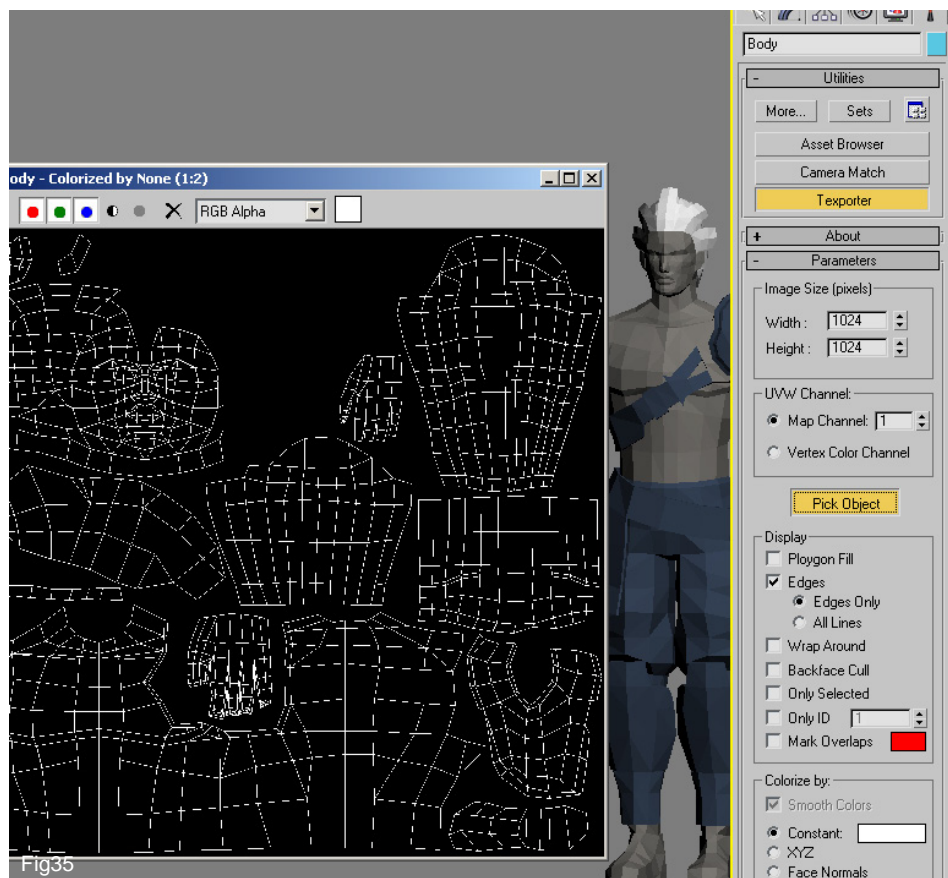 Body
- Utilities
More... Sets
Asset Browser
Camera Match
Texporter
+ About
- Parameters
Image Size (pixels)
Width : 1024
Height : 1024
UVW Channel:
Map Channel: 1
Vertex Color Channel
Pick Object
Display
Ploygon Fill
Edges
Edges Only
All Lines
Wrap Around
Backface Cull
Only Selected
Only ID 1
Mark Overlaps
Colorize by:
Smooth Colors
Constant:
XYZ
Face Normals
ody - Colorized by None (1:2)
RGB Alpha
Fig35